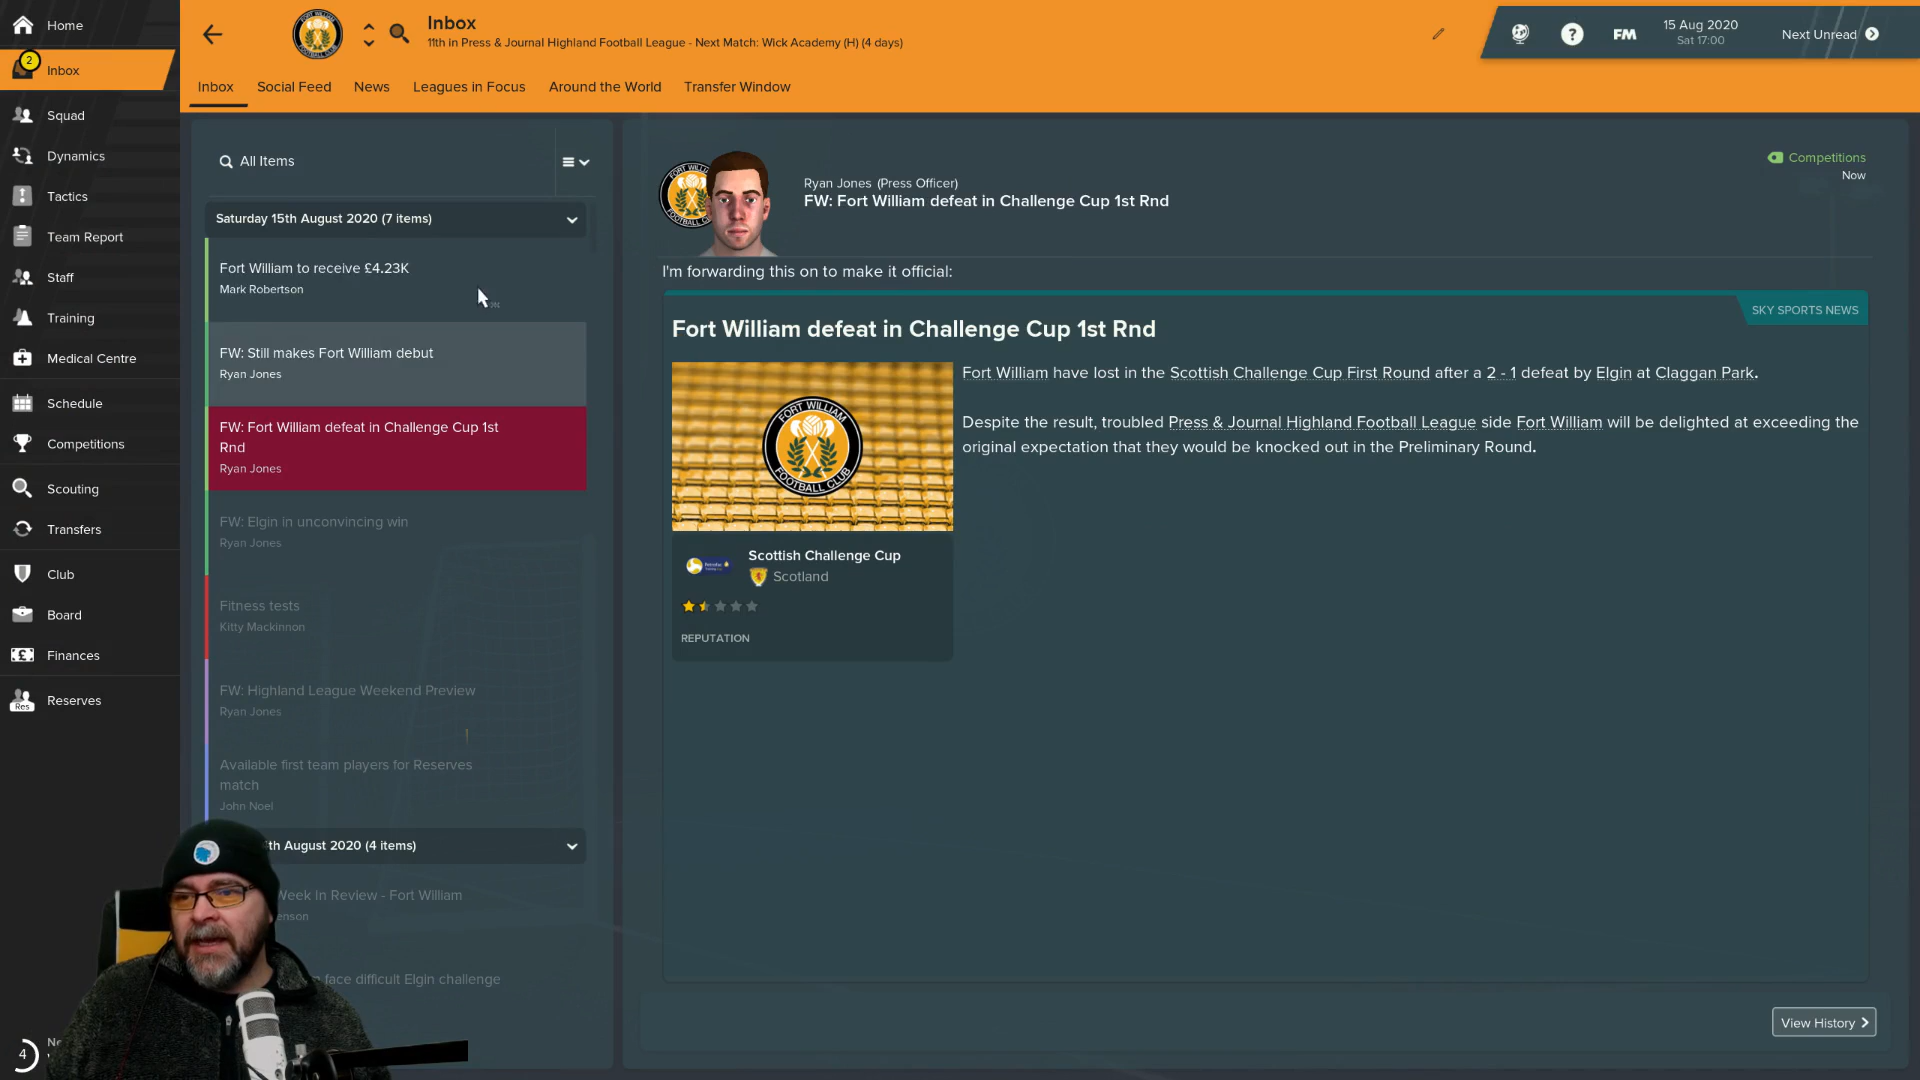 Home
2
Inbox
Squad
Dynamics
Tactics
Team Report
Staff
Training
Medical Centre
Schedule
Competitions
Scouting
Transfers
Club
Board
Finances
Res
Reserves
4
FORT WILLIAM
FOOTBALL CLUB
Inbox
11th in Press & Journal Highland Football League - Next Match: Wick Academy (H) (4 days)
?
FM
15 Aug 2020
Sat 17:00
Next Unread
Inbox
Social Feed
News
Leagues in Focus
Around the World
Transfer Window
All Items
Saturday 15th August 2020 (7 items)
Fort William to receive £4.23K
Mark Robertson
FW: Still makes Fort William debut
Ryan Jones
FW: Fort William defeat in Challenge Cup 1st
Rnd
Ryan Jones
FW: Elgin in unconvincing win
Ryan Jones
Fitness tests
Kitty Mackinnon
FW: Highland League Weekend Preview
Ryan Jones
Available first team players for Reserves
match
John Noel
th August 2020 (4 items)
Week In Review - Fort William
enson
face difficult Elgin challenge
Ryan Jones (Press Officer)
FW: Fort William defeat in Challenge Cup 1st Rnd
Competitions
Now
I'm forwarding this on to make it official:
SKY SPORTS NEWS
Fort William defeat in Challenge Cup 1st Rnd
FORT WILLIAM
FOOTBALL CLUB
Fort William have lost in the Scottish Challenge Cup First Round after a 2 - 1 defeat by Elgin at Claggan Park.
Despite the result, troubled Press & Journal Highland Football League side Fort William will be delighted at exceeding the
original expectation that they would be knocked out in the Preliminary Round.
Scottish Challenge Cup
Scotland
REPUTATION
View History